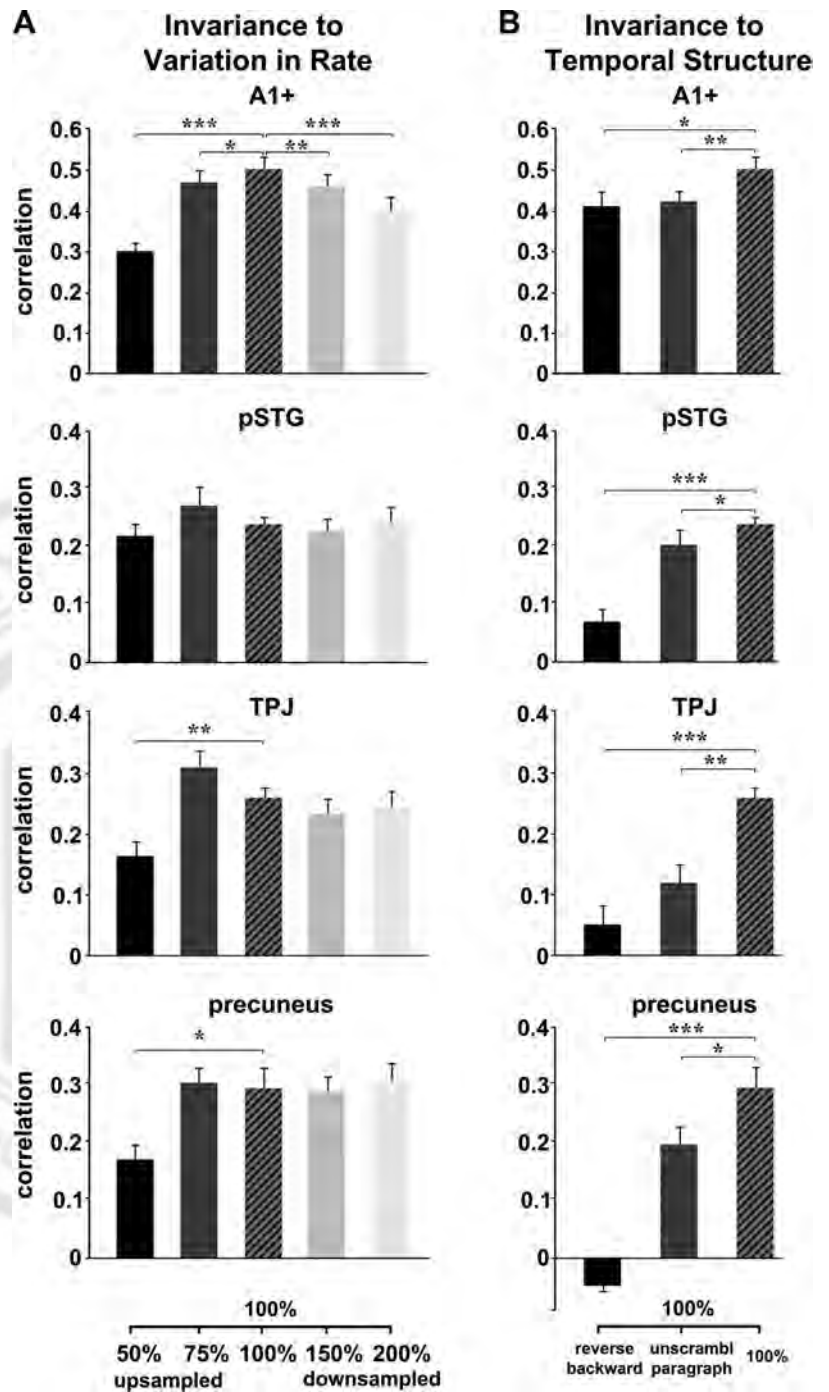 A
Invariance to
Variation in Rate
A1+
*** ***
* **
0.6
0.5
0.4
0.3
0.2
0.1
0
correlation
pSTG
0.4
0.3
0.2
0.1
0
correlation
TPJ
**
0.4
0.3
0.2
0.1
0
correlation
precuneus
*
0.4
0.3
0.2
0.1
0
correlation
100%
50% 75% 100% 150% 200%
upsampled downsampled
B
Invariance to
Temporal Structure
A1+
*
**
0.6
0.5
0.4
0.3
0.2
0.1
0
pSTG
***
*
0.4
0.3
0.2
0.1
0
TPJ
***
**
0.4
0.3
0.2
0.1
0
precuneus
***
*
0.4
0.3
0.2
0.1
0
100%
reverse unscrambl 100%
backward paragraph